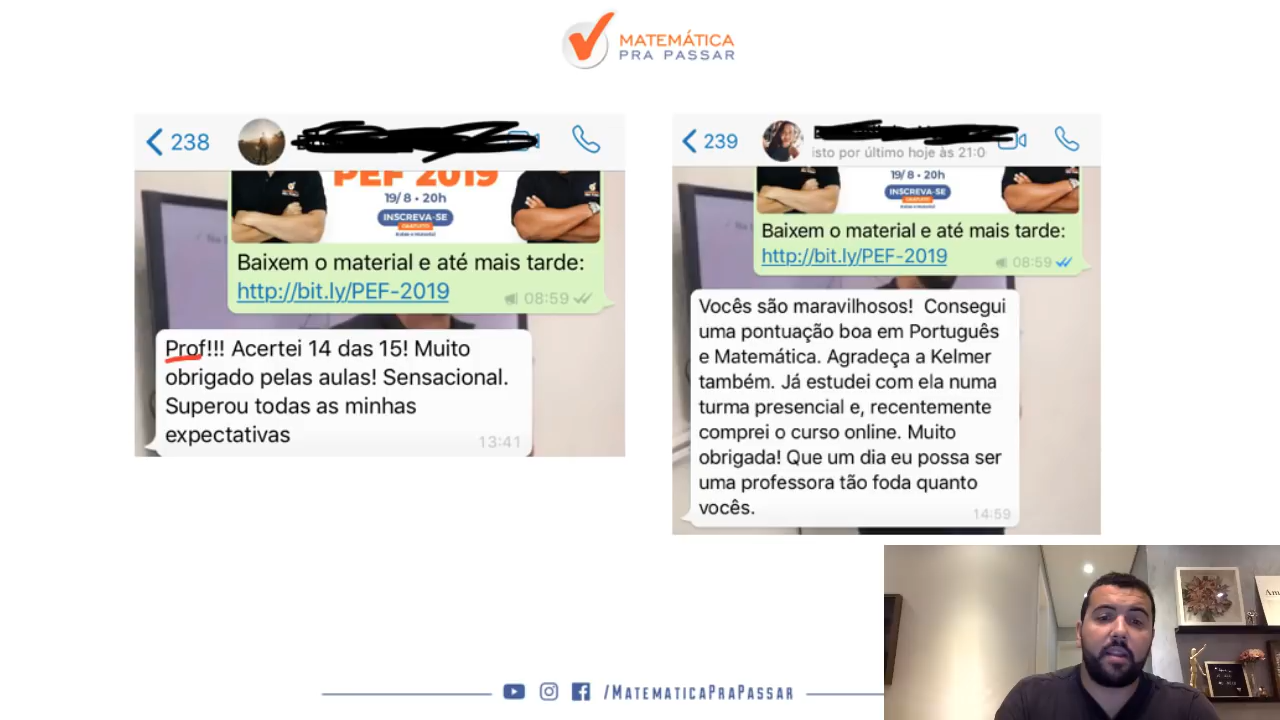 MATEMÁTICA
PRA PASSAR
238
PEF 2019
19/8 • 20h
INSCREVA-SE
GRATUITO
Baixem o material e até mais tarde:
http://bit.ly/PEF-2019
08:59
Prof!!! Acertei 14 das 15! Muito
obrigado pelas aulas! Sensacional.
Superou todas as minhas
expectativas
13:41
239
isto por último hoje às 21:0
19/8 • 20h
INSCREVA-SE
GRATUITO
Baixem o material e até mais tarde:
http://bit.ly/PEF-2019
08:59
Vocês são maravilhosos! Consegui
uma pontuação boa em Português
e Matemática. Agradeça a Kelmer
também. Já estudei com ela numa
turma presencial e, recentemente
comprei o curso online. Muito
obrigada! Que um dia eu possa ser
uma professora tão foda quanto
vocês.
14:59
Am
/MATEMATICAPRAPASSAR